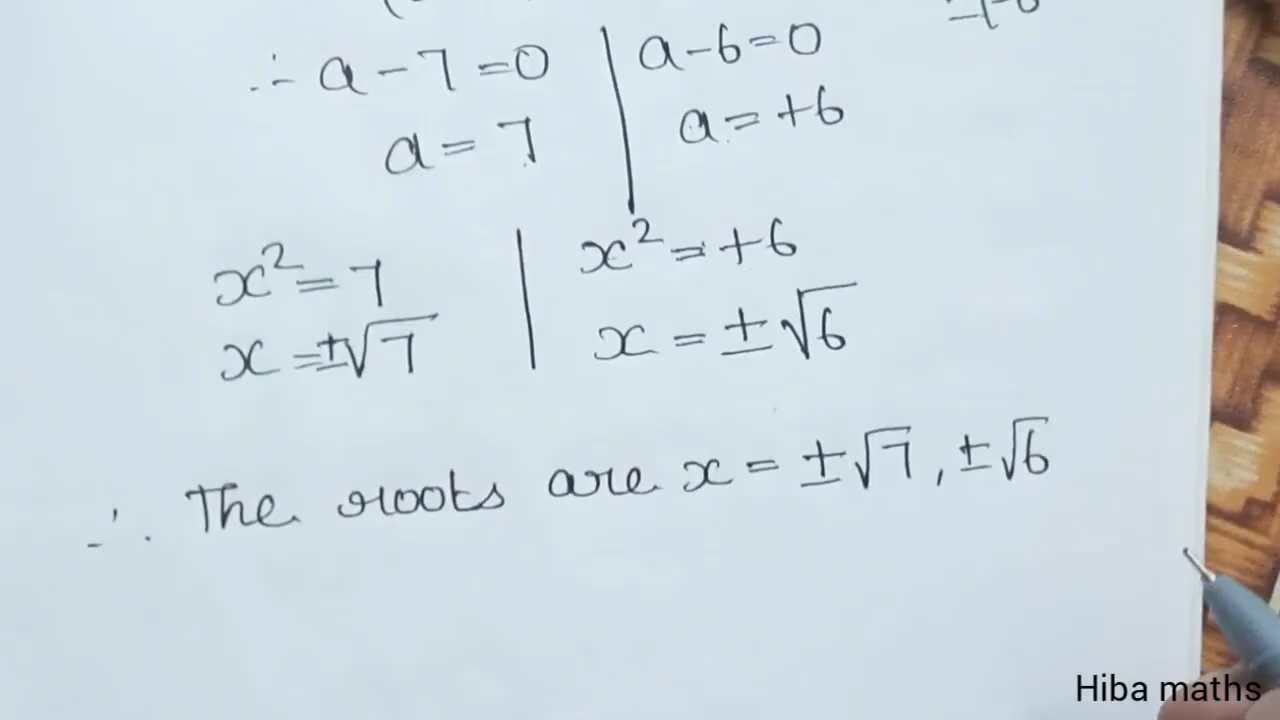 ∴ a - 7 = 0 | a - 6 = 0
a = 7 | a = +6
x² = 7 | x² = +6
x = ±√7 | x = ±√6
∴ The roots are x = ±√7, ±√6
Hiba maths